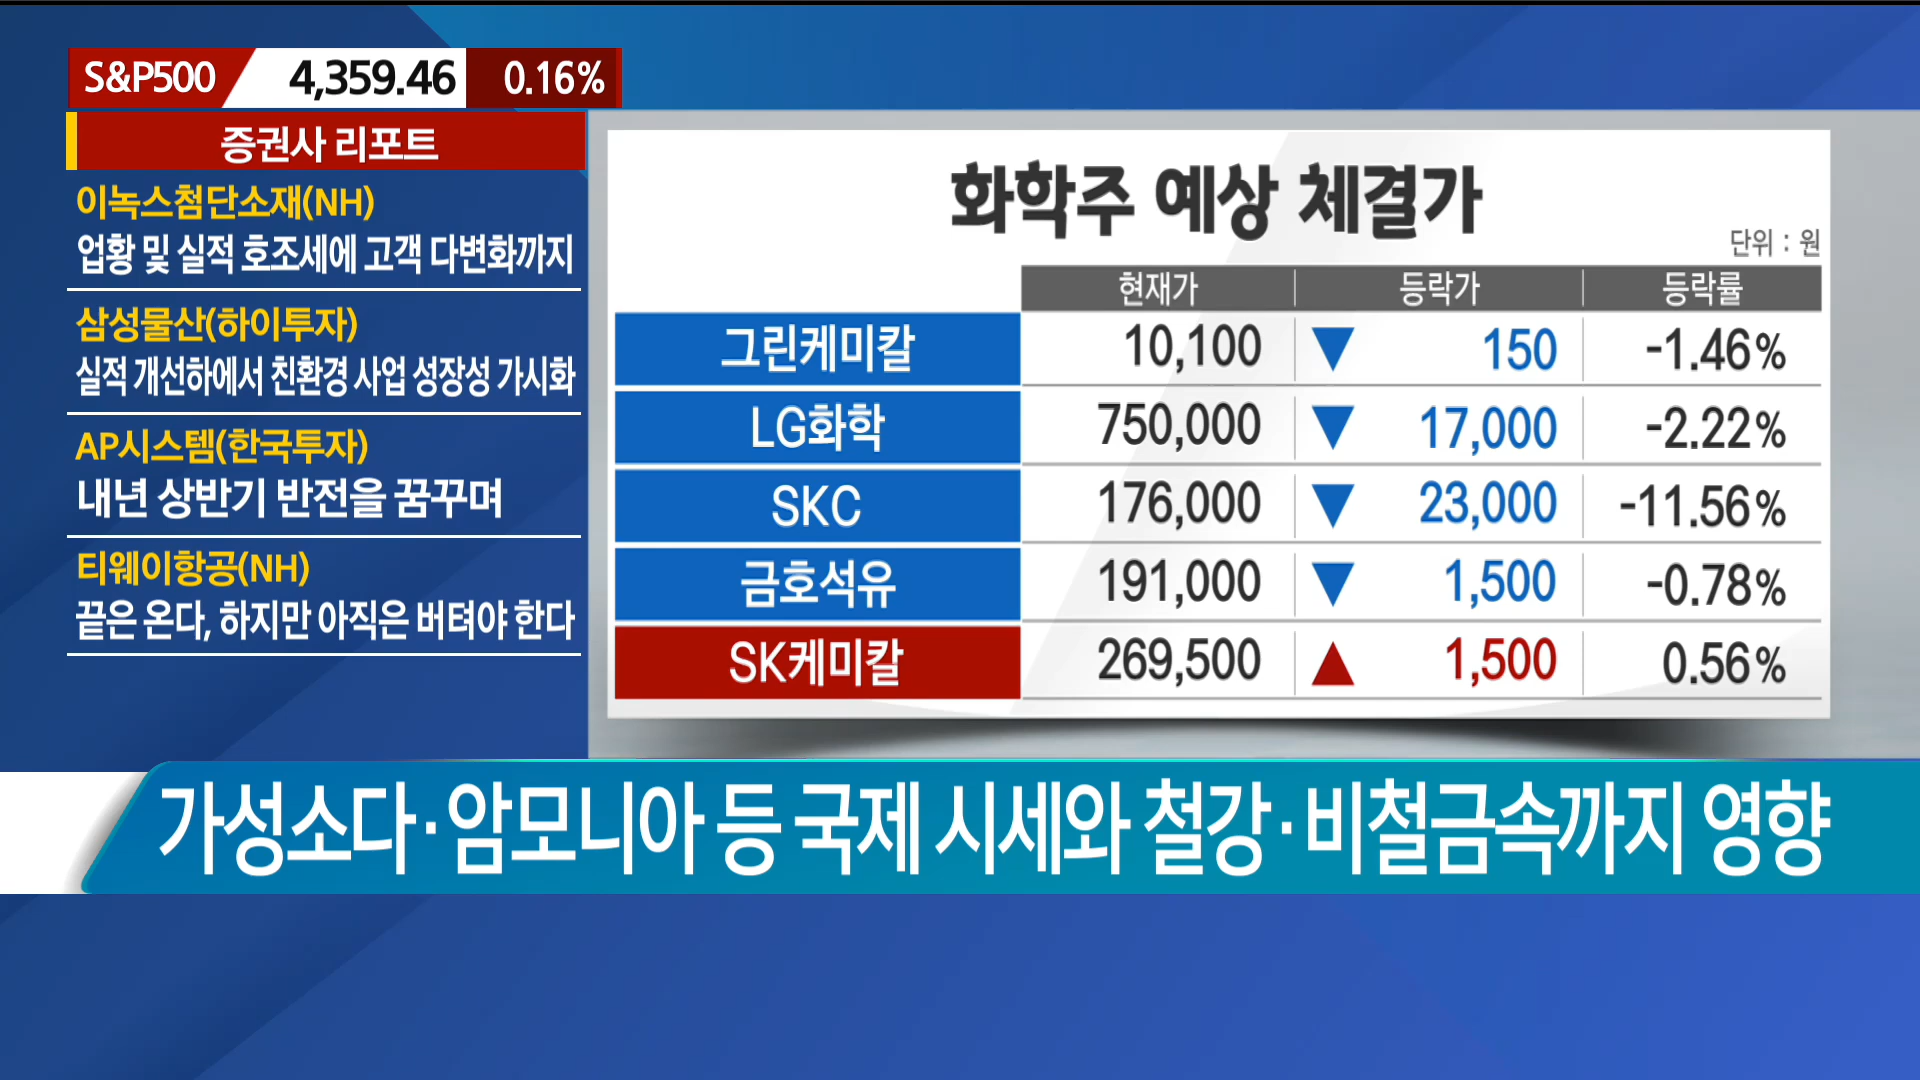 S&P500 4,359.46 0.16%
증권사 리포트
이녹스첨단소재(NH)
업황 및 실적 호조세에 고객 다변화까지
삼성물산(하이투자)
실적 개선하에서 친환경 사업 성장성 가시화
AP시스템(한국투자)
내년 상반기 반전을 꿈꾸며
티웨이항공(NH)
끝은 온다, 하지만 아직은 버텨야 한다
화학주 예상 체결가
단위 : 원
현재가 등락가 등락률
그린케미칼 10,100 ▼ 150 -1.46%
LG화학 750,000 ▼ 17,000 -2.22%
SKC 176,000 ▼ 23,000 -11.56%
금호석유 191,000 ▼ 1,500 -0.78%
SK케미칼 269,500 ▲ 1,500 0.56%
가성소다·암모니아 등 국제 시세와 철강·비철금속까지 영향